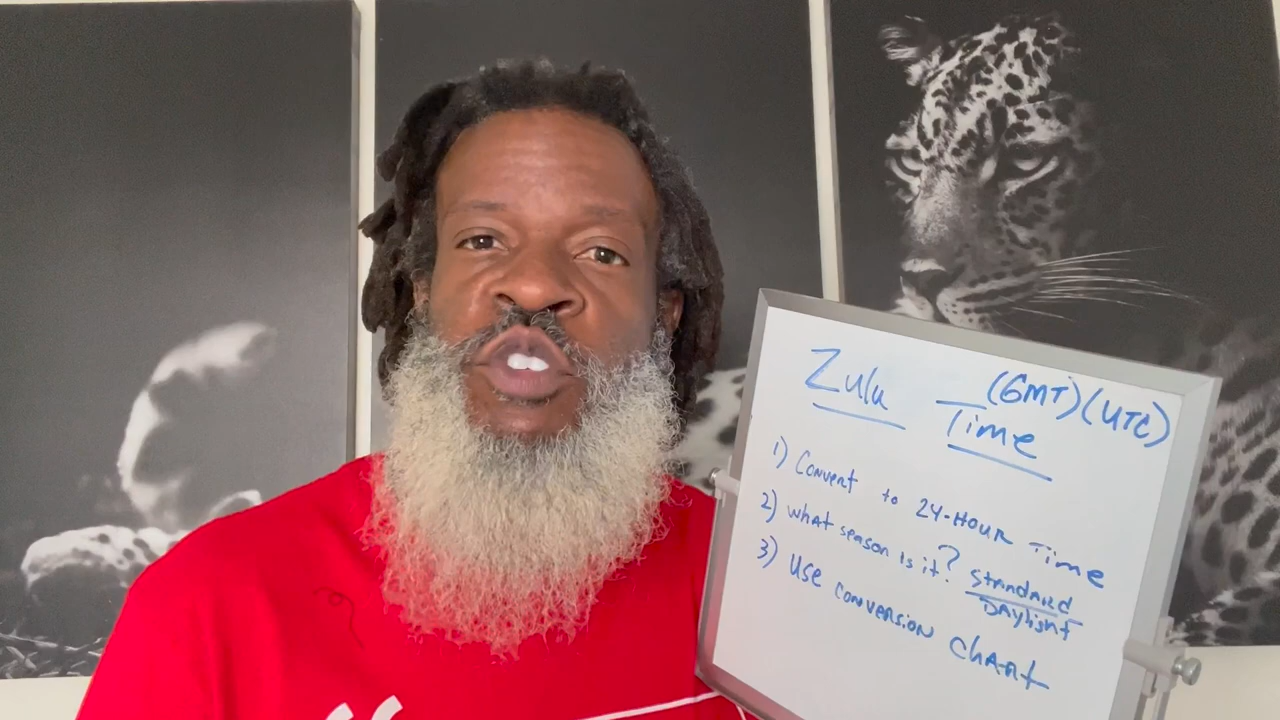 Zulu Time (GMT)(UTC)
1) Convert to 24-HOUR Time
2) What season is it? Standard
Daylight
3) Use conversion Chart